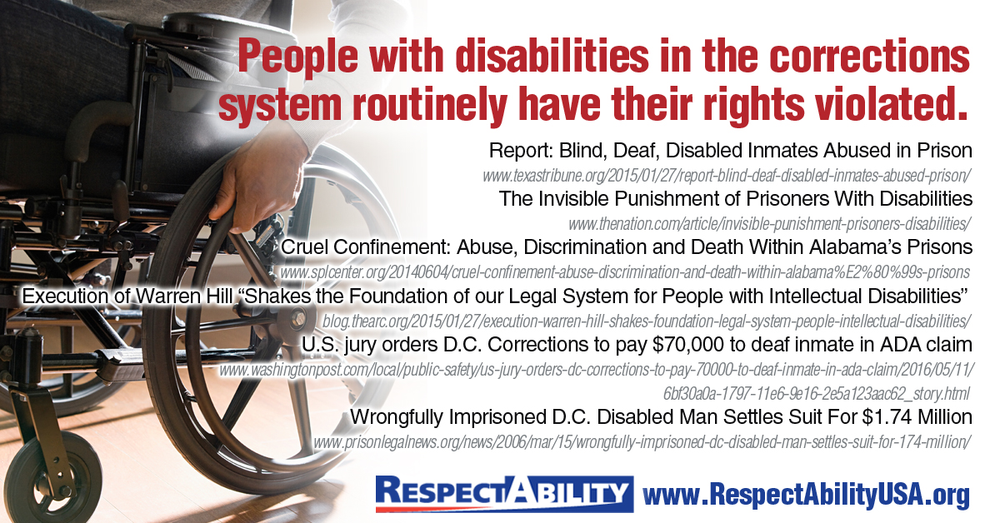 People with disabilities in the corrections
system routinely have their rights violated.
Report: Blind, Deaf, Disabled Inmates Abused in Prison
www.texastribune.org/2015/01/27/report-blind-deaf-disabled-inmates-abused-prison/
The Invisible Punishment of Prisoners With Disabilities
www.thenation.com/article/invisible-punishment-prisoners-disabilities/
Cruel Confinement: Abuse, Discrimination and Death Within Alabama’s Prisons
www.splcenter.org/20140604/cruel-confinement-abuse-discrimination-and-death-within-alabama%E2%80%99s-prisons
Execution of Warren Hill “Shakes the Foundation of our Legal System for People with Intellectual Disabilities”
blog.thearc.org/2015/01/27/execution-warren-hill-shakes-foundation-legal-system-people-intellectual-disabilities/
U.S. jury orders D.C. Corrections to pay $70,000 to deaf inmate in ADA claim
www.washingtonpost.com/local/public-safety/us-jury-orders-dc-corrections-to-pay-70000-to-deaf-inmate-in-ada-claim/2016/05/11/
6bf30a0a-1797-11e6-9e16-2e5a123aac62_story.html
Wrongfully Imprisoned D.C. Disabled Man Settles Suit For $1.74 Million
www.prisonlegalnews.org/news/2006/mar/15/wrongfully-imprisoned-dc-disabled-man-settles-suit-for-174-million/
RESPECTABILITY www.RespectAbilityUSA.org